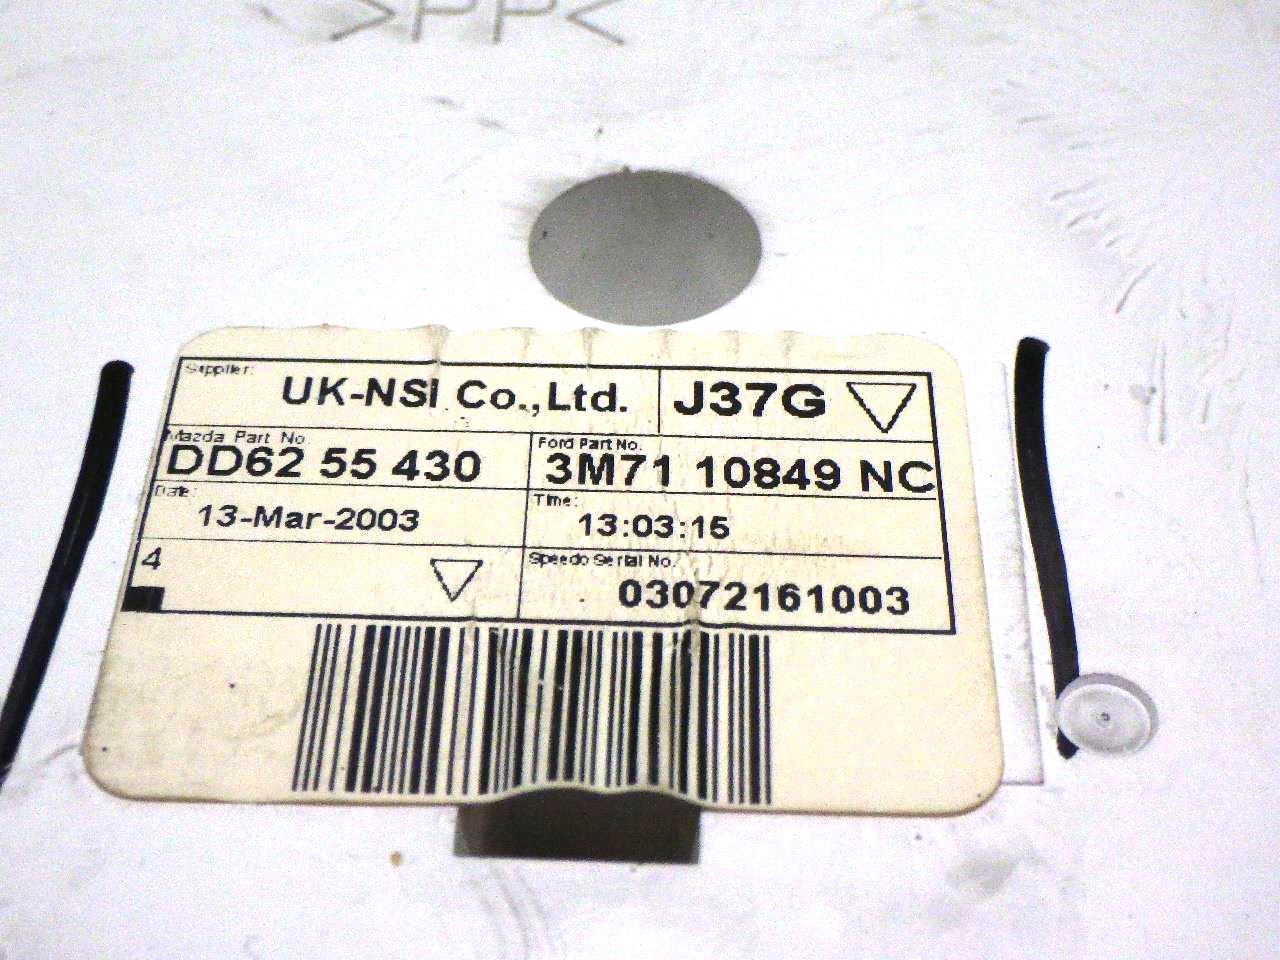 >PP<
Supplier:
UK-NSI Co.,Ltd.
J37G
Mazda Part No.
DD62 55 430
Ford Part No.
3M71 10849 NC
Date:
13-Mar-2003
Time:
13:03:15
4
Speedo Serial No.
03072161003